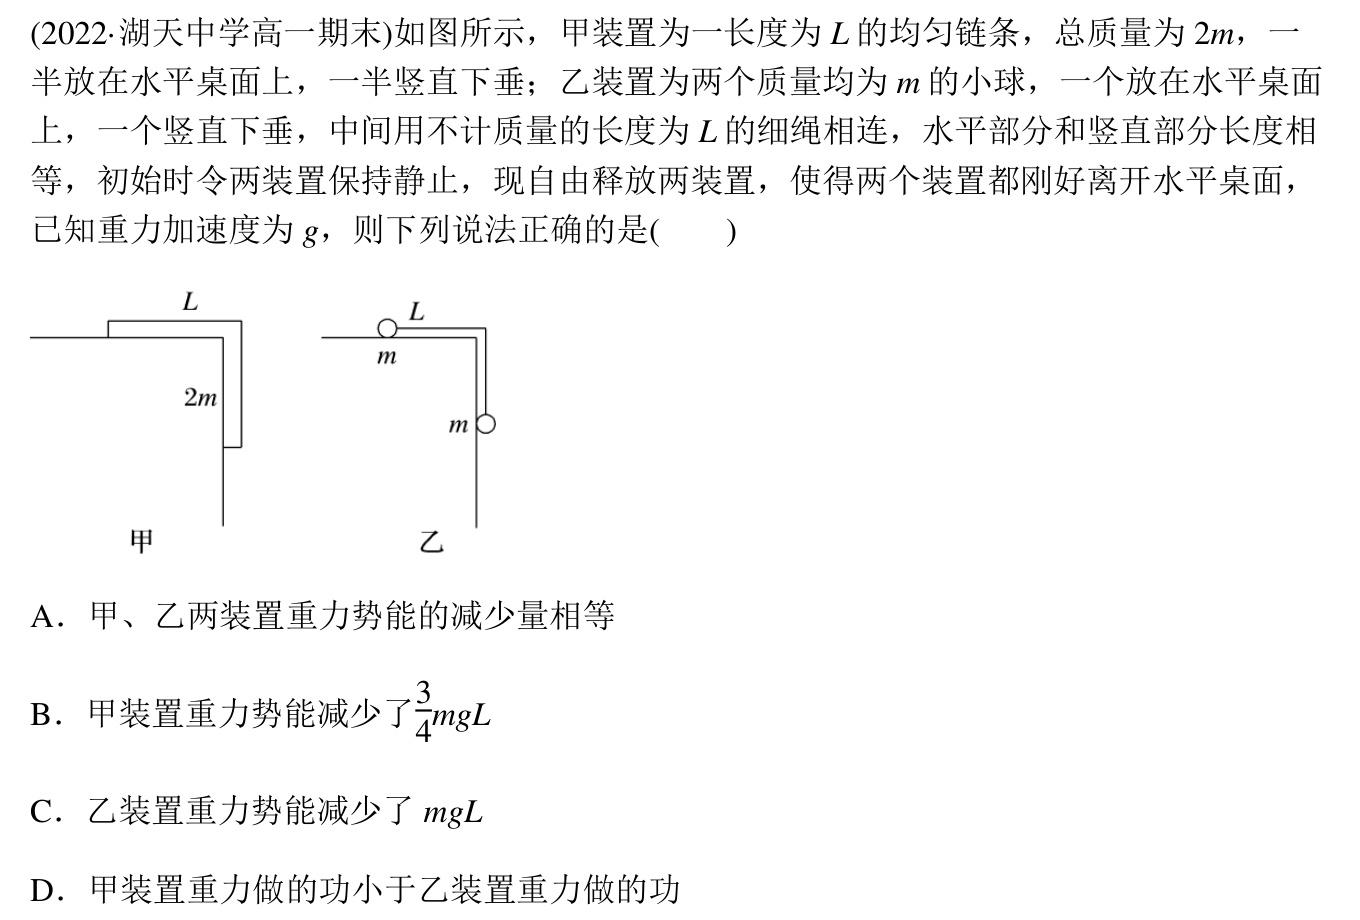 (2022·湖天中学高一期末)如图所示，甲装置为一长度为 L 的均匀链条，总质量为 2m，一
半放在水平桌面上，一半竖直下垂；乙装置为两个质量均为 m 的小球，一个放在水平桌面
上，一个竖直下垂，中间用不计质量的长度为 L 的细绳相连，水平部分和竖直部分长度相
等，初始时令两装置保持静止，现自由释放两装置，使得两个装置都刚好离开水平桌面，
已知重力加速度为 g，则下列说法正确的是(　　)
L
2m
甲
L
m
m
乙
A．甲、乙两装置重力势能的减少量相等
B．甲装置重力势能减少了\frac{3}{4}mgL
C．乙装置重力势能减少了 mgL
D．甲装置重力做的功小于乙装置重力做的功